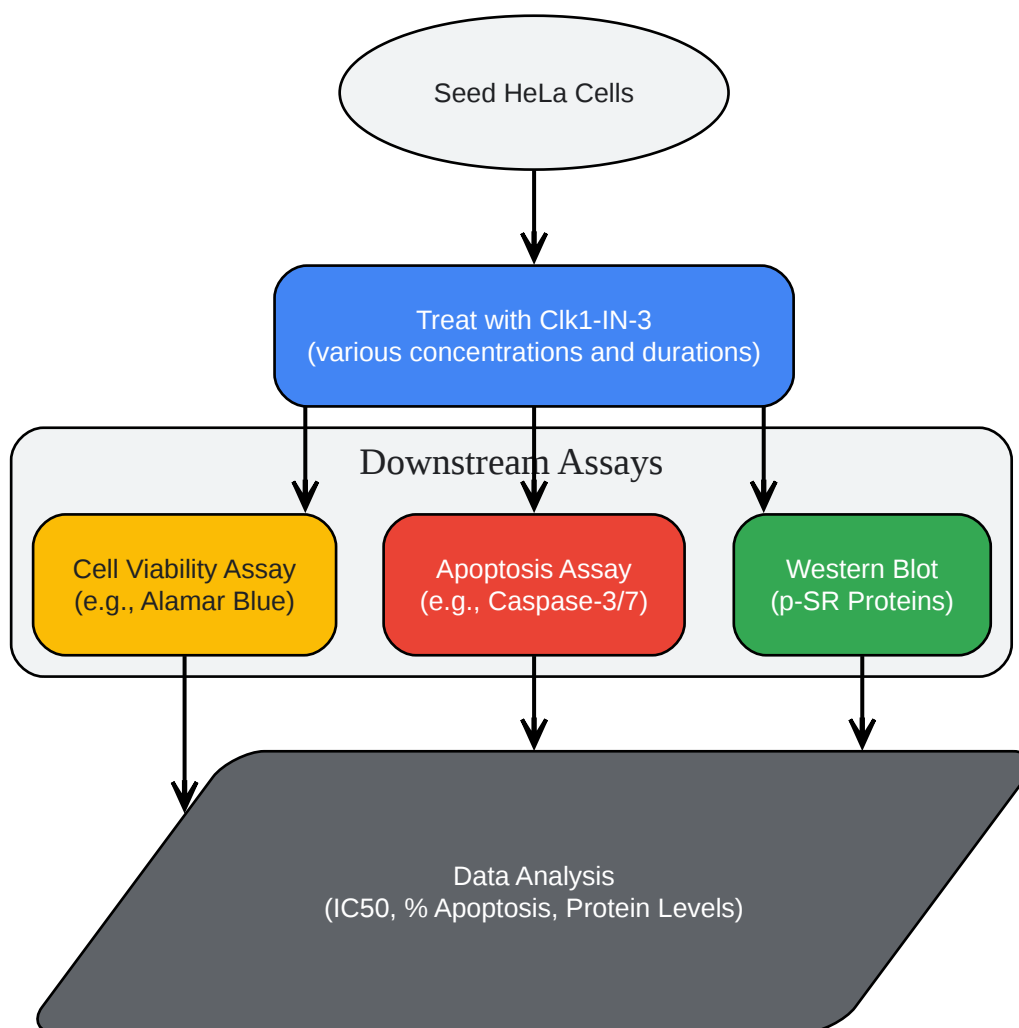 Seed HeLa Cells
Treat with Clk1-IN-3
(various concentrations and durations)
Downstream Assays
Cell Viability Assay
(e.g., Alamar Blue)
Apoptosis Assay
(e.g., Caspase-3/7)
Western Blot
(p-SR Proteins)
Data Analysis
(IC50, % Apoptosis, Protein Levels)